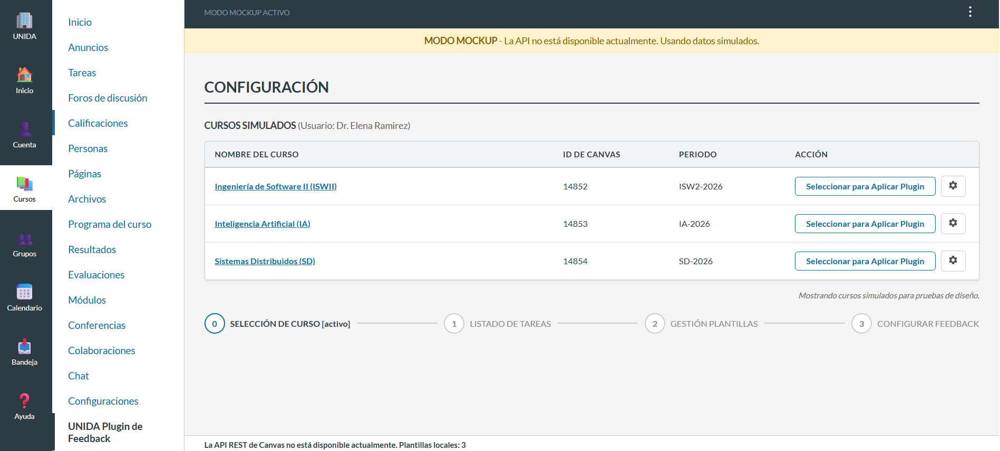 UNIDA
Inicio
Cuenta
Cursos
Grupos
Calendario
Bandeja
Ayuda
Inicio
Anuncios
Tareas
Foros de discusión
Calificaciones
Personas
Páginas
Archivos
Programa del curso
Resultados
Evaluaciones
Módulos
Conferencias
Colaboraciones
Chat
Configuraciones
UNIDA Plugin de
Feedback
MODO MOCKUP ACTIVO
MODO MOCKUP - La API no está disponible actualmente. Usando datos simulados.
CONFIGURACIÓN
CURSOS SIMULADOS (Usuario: Dr. Elena Ramirez)
NOMBRE DEL CURSO ID DE CANVAS PERIODO ACCIÓN
Ingeniería de Software II (ISWII) 14852 ISW2-2026 Seleccionar para Aplicar Plugin
Inteligencia Artificial (IA) 14853 IA-2026 Seleccionar para Aplicar Plugin
Sistemas Distribuidos (SD) 14854 SD-2026 Seleccionar para Aplicar Plugin
Mostrando cursos simulados para pruebas de diseño.
0 SELECCIÓN DE CURSO [activo] 1 LISTADO DE TAREAS 2 GESTIÓN PLANTILLAS 3 CONFIGURAR FEEDBACK
La API REST de Canvas no está disponible actualmente. Plantillas locales: 3